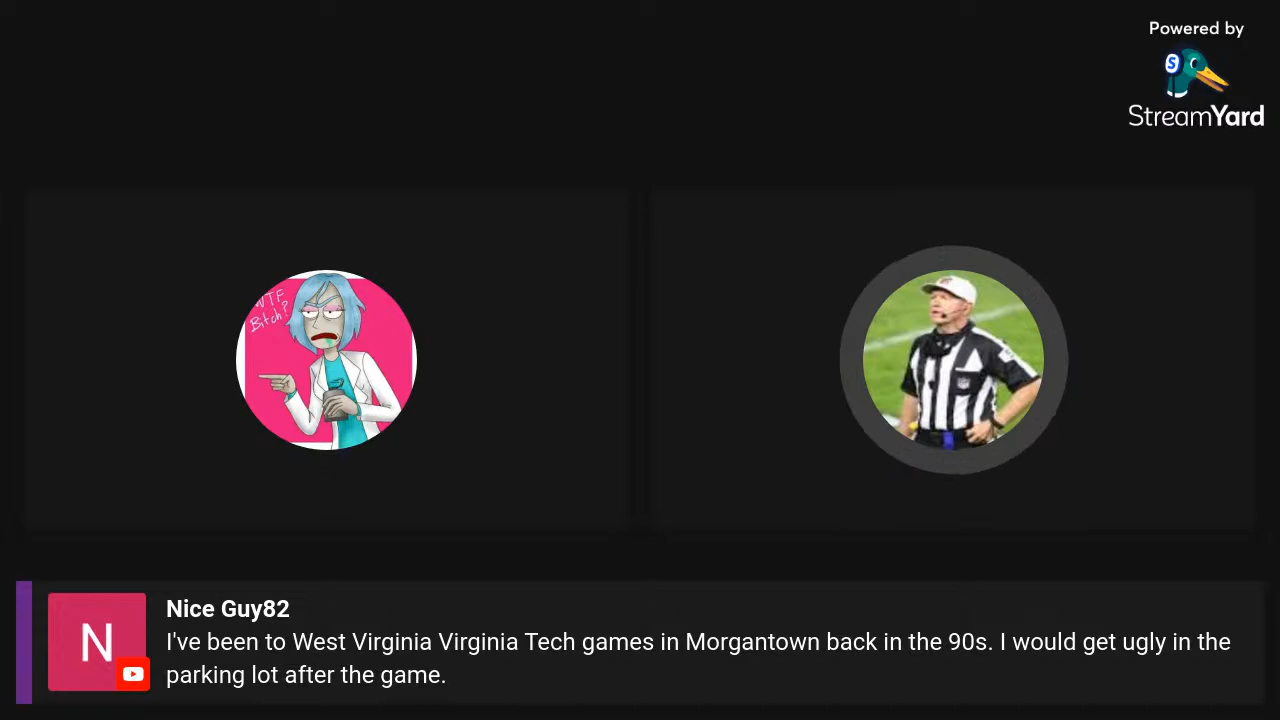 Powered by
S
StreamYard
WTF
Bitch?
N
Nice Guy82
I've been to West Virginia Virginia Tech games in Morgantown back in the 90s. I would get ugly in the
parking lot after the game.